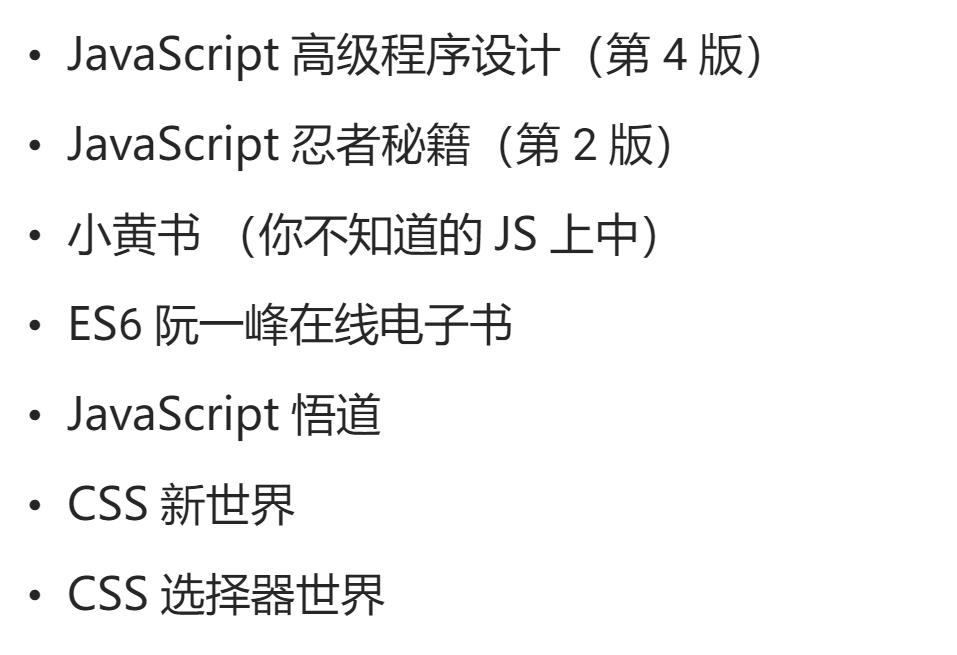 • JavaScript 高级程序设计（第 4 版）
• JavaScript 忍者秘籍（第 2 版）
• 小黄书 （你不知道的 JS 上中）
• ES6 阮一峰在线电子书
• JavaScript 悟道
• CSS 新世界
• CSS 选择器世界